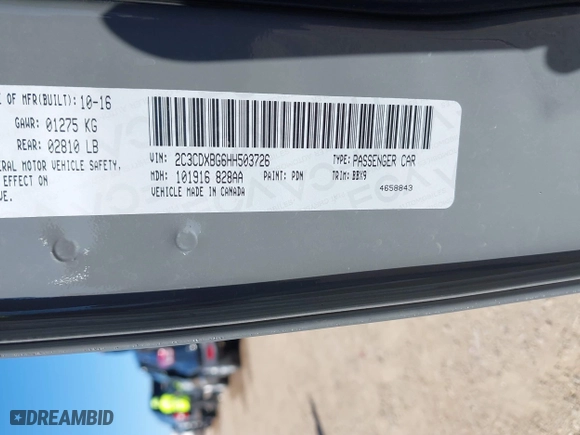 E OF MFR(BUILT): 10-16
GAWR: 01275 KG
REAR: 02810 LB
ERAL MOTOR VEHICLE SAFETY,
EFFECT ON
VE.
VIN: 2C3CDXBG6HH503726 TYPE: PASSENGER CAR
MDH: 101916 828AA PAINT: PDN TRIM: BBX9
VEHICLE MADE IN CANADA 4658843
DREAMBID